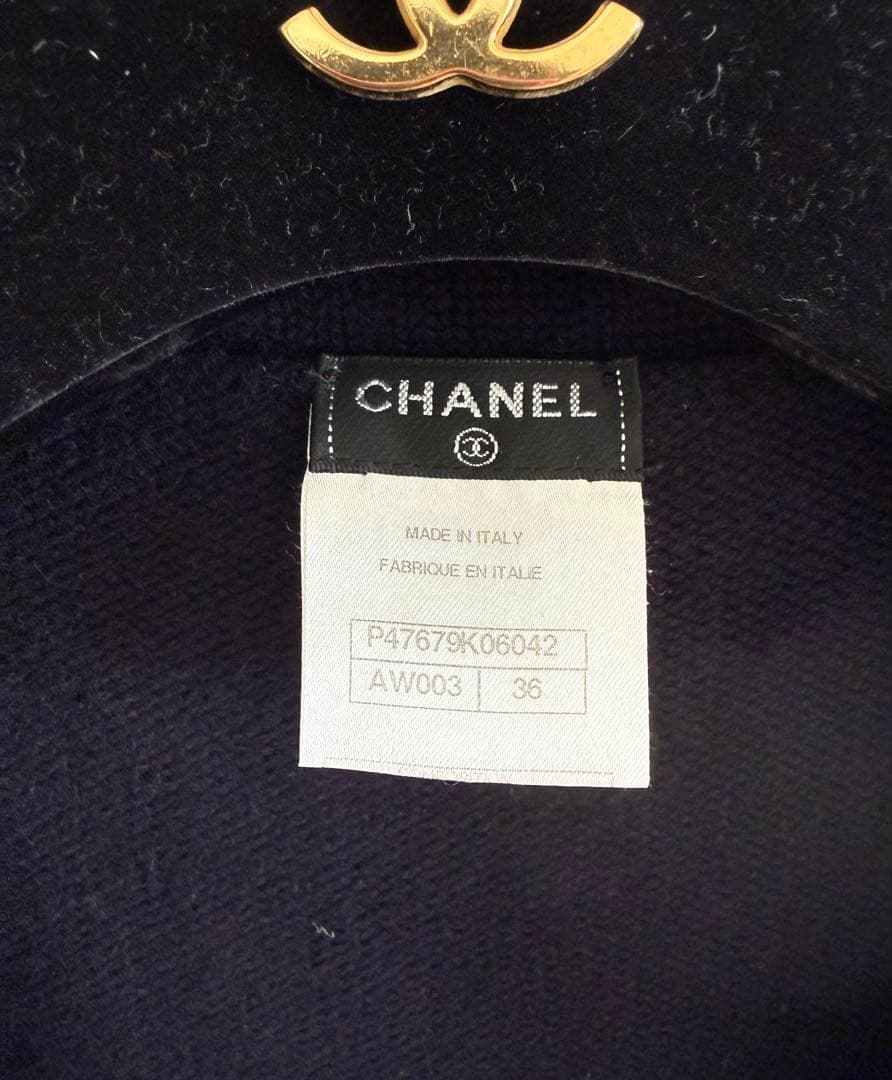 CHANEL
MADE IN ITALY
FABRIQUE EN ITALIE
P47679K06042
AW003 36